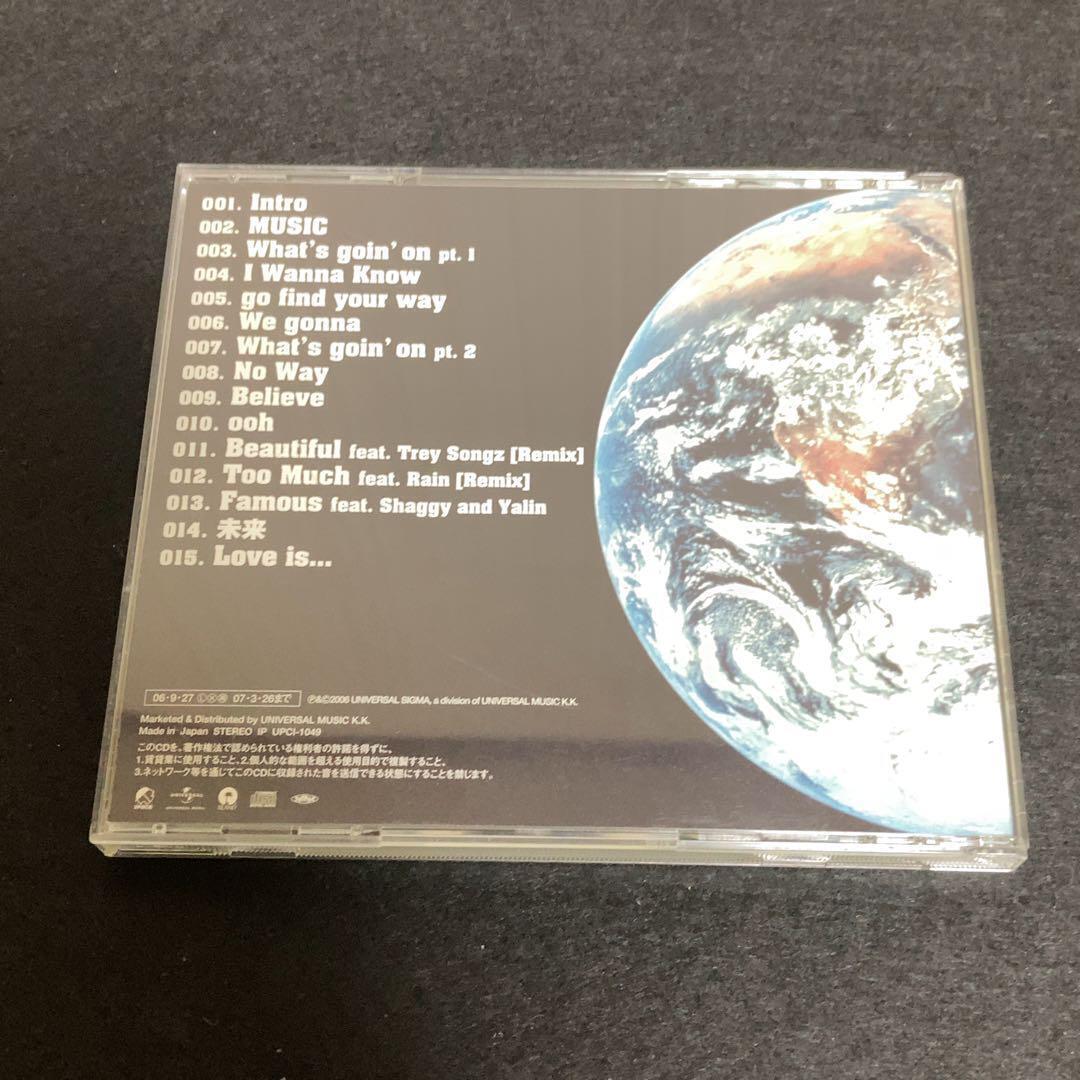 001. Intro
002. MUSIC
003. What's goin' on pt. 1
004. I Wanna Know
005. go find your way
006. We gonna
007. What's goin' on pt. 2
008. No Way
009. Believe
010. ooh
011. Beautiful feat. Trey Songz [Remix]
012. Too Much feat. Rain [Remix]
013. Famous feat. Shaggy and Yalin
014. 未来
015. Love is...
06・9・27 Ⓛ Ⓧ 07・3・26まで ℗&©2006 UNIVERSAL SIGMA, a division of UNIVERSAL MUSIC K.K.
Marketed & Distributed by UNIVERSAL MUSIC K.K.
Made in Japan STEREO IP UPCI-1049
このCDを、著作権法で認められている権利者の許諾を得ずに、
1.賃貸業に使用すること、2.個人的な範囲を超える使用目的で複製すること、
3.ネットワーク等を通じてこのCDに収録された音を送信できる状態にすることを禁じます。
UNIVERSAL